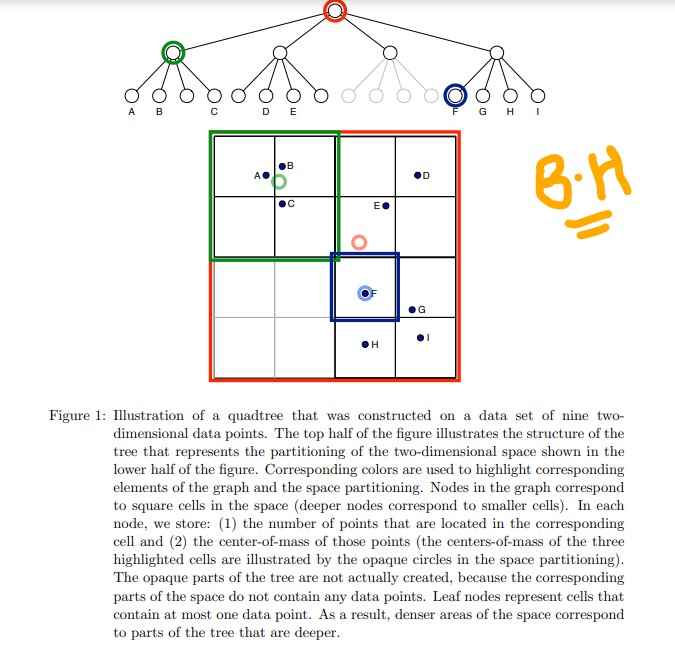 A B C D E F G H I
B
A
D
C
E
F
G
H
I
B.H
Figure 1: Illustration of a quadtree that was constructed on a data set of nine two-
dimensional data points. The top half of the figure illustrates the structure of the
tree that represents the partitioning of the two-dimensional space shown in the
lower half of the figure. Corresponding colors are used to highlight corresponding
elements of the graph and the space partitioning. Nodes in the graph correspond
to square cells in the space (deeper nodes correspond to smaller cells). In each
node, we store: (1) the number of points that are located in the corresponding
cell and (2) the center-of-mass of those points (the centers-of-mass of the three
highlighted cells are illustrated by the opaque circles in the space partitioning).
The opaque parts of the tree are not actually created, because the corresponding
parts of the space do not contain any data points. Leaf nodes represent cells that
contain at most one data point. As a result, denser areas of the space correspond
to parts of the tree that are deeper.